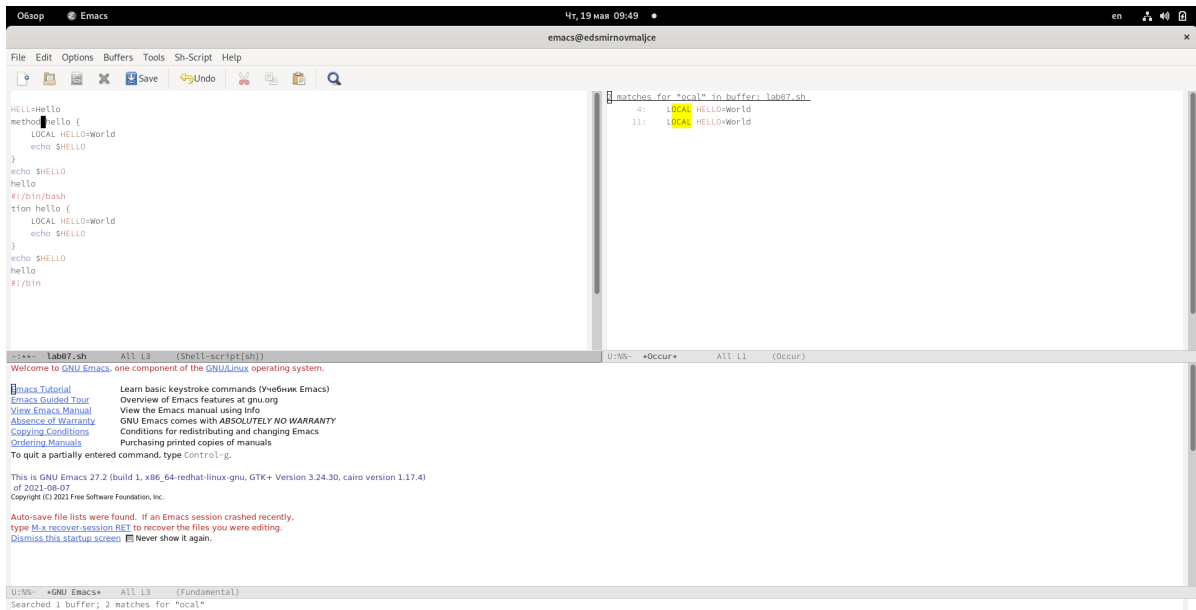 Обзор Emacs Чт, 19 мая 09:49 en
emacs@edsmirnovmaljce ×
File Edit Options Buffers Tools Sh-Script Help
Save Undo
HELL=Hello
method hello {
LOCAL HELLO=World
echo $HELLO
}
echo $HELLO
hello
#!/bin/bash
tion hello {
LOCAL HELLO=World
echo $HELLO
}
echo $HELLO
hello
#!/bin
-:**- lab07.sh All L3 (Shell-script[sh])
2 matches for "ocal" in buffer: lab07.sh
4: LOCAL HELLO=World
11: LOCAL HELLO=World
U:%%- *Occur* All L1 (Occur)
Welcome to GNU Emacs, one component of the GNU/Linux operating system.
Emacs Tutorial Learn basic keystroke commands (Учебник Emacs)
Emacs Guided Tour Overview of Emacs features at gnu.org
View Emacs Manual View the Emacs manual using Info
Absence of Warranty GNU Emacs comes with ABSOLUTELY NO WARRANTY
Copying Conditions Conditions for redistributing and changing Emacs
Ordering Manuals Purchasing printed copies of manuals
To quit a partially entered command, type Control-g.
This is GNU Emacs 27.2 (build 1, x86_64-redhat-linux-gnu, GTK+ Version 3.24.30, cairo version 1.17.4)
of 2021-08-07
Copyright (C) 2021 Free Software Foundation, Inc.
Auto-save file lists were found. If an Emacs session crashed recently,
type M-x recover-session RET to recover the files you were editing.
Dismiss this startup screen Never show it again.
U:%%- *GNU Emacs* All L3 (Fundamental)
Searched 1 buffer; 2 matches for "ocal"